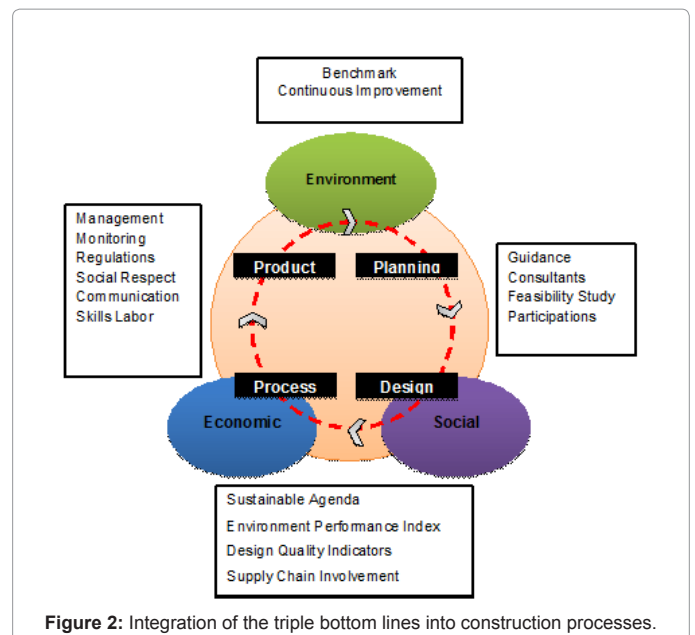 Benchmark
Continuous Improvement
Environment
Management
Monitoring
Regulations
Social Respect
Communication
Skills Labor
Product
Planning
Guidance
Consultants
Feasibility Study
Participations
Process
Design
Economic
Social
Sustainable Agenda
Environment Performance Index
Design Quality Indicators
Supply Chain Involvement
Figure 2: Integration of the triple bottom lines into construction processes.